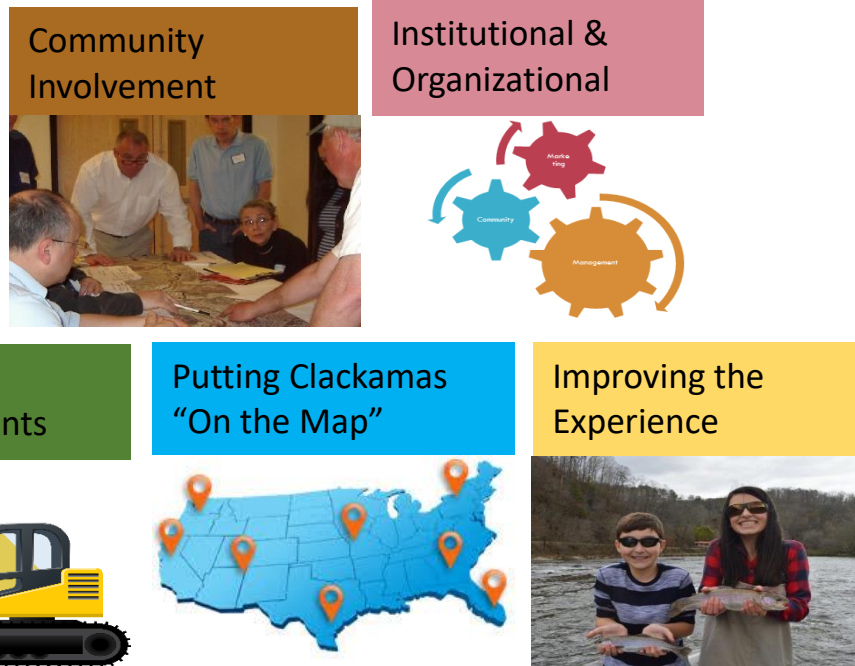 Community
Involvement
Institutional &
Organizational
Marke
ting
Community
Management
nts
Putting Clackamas
“On the Map”
Improving the
Experience